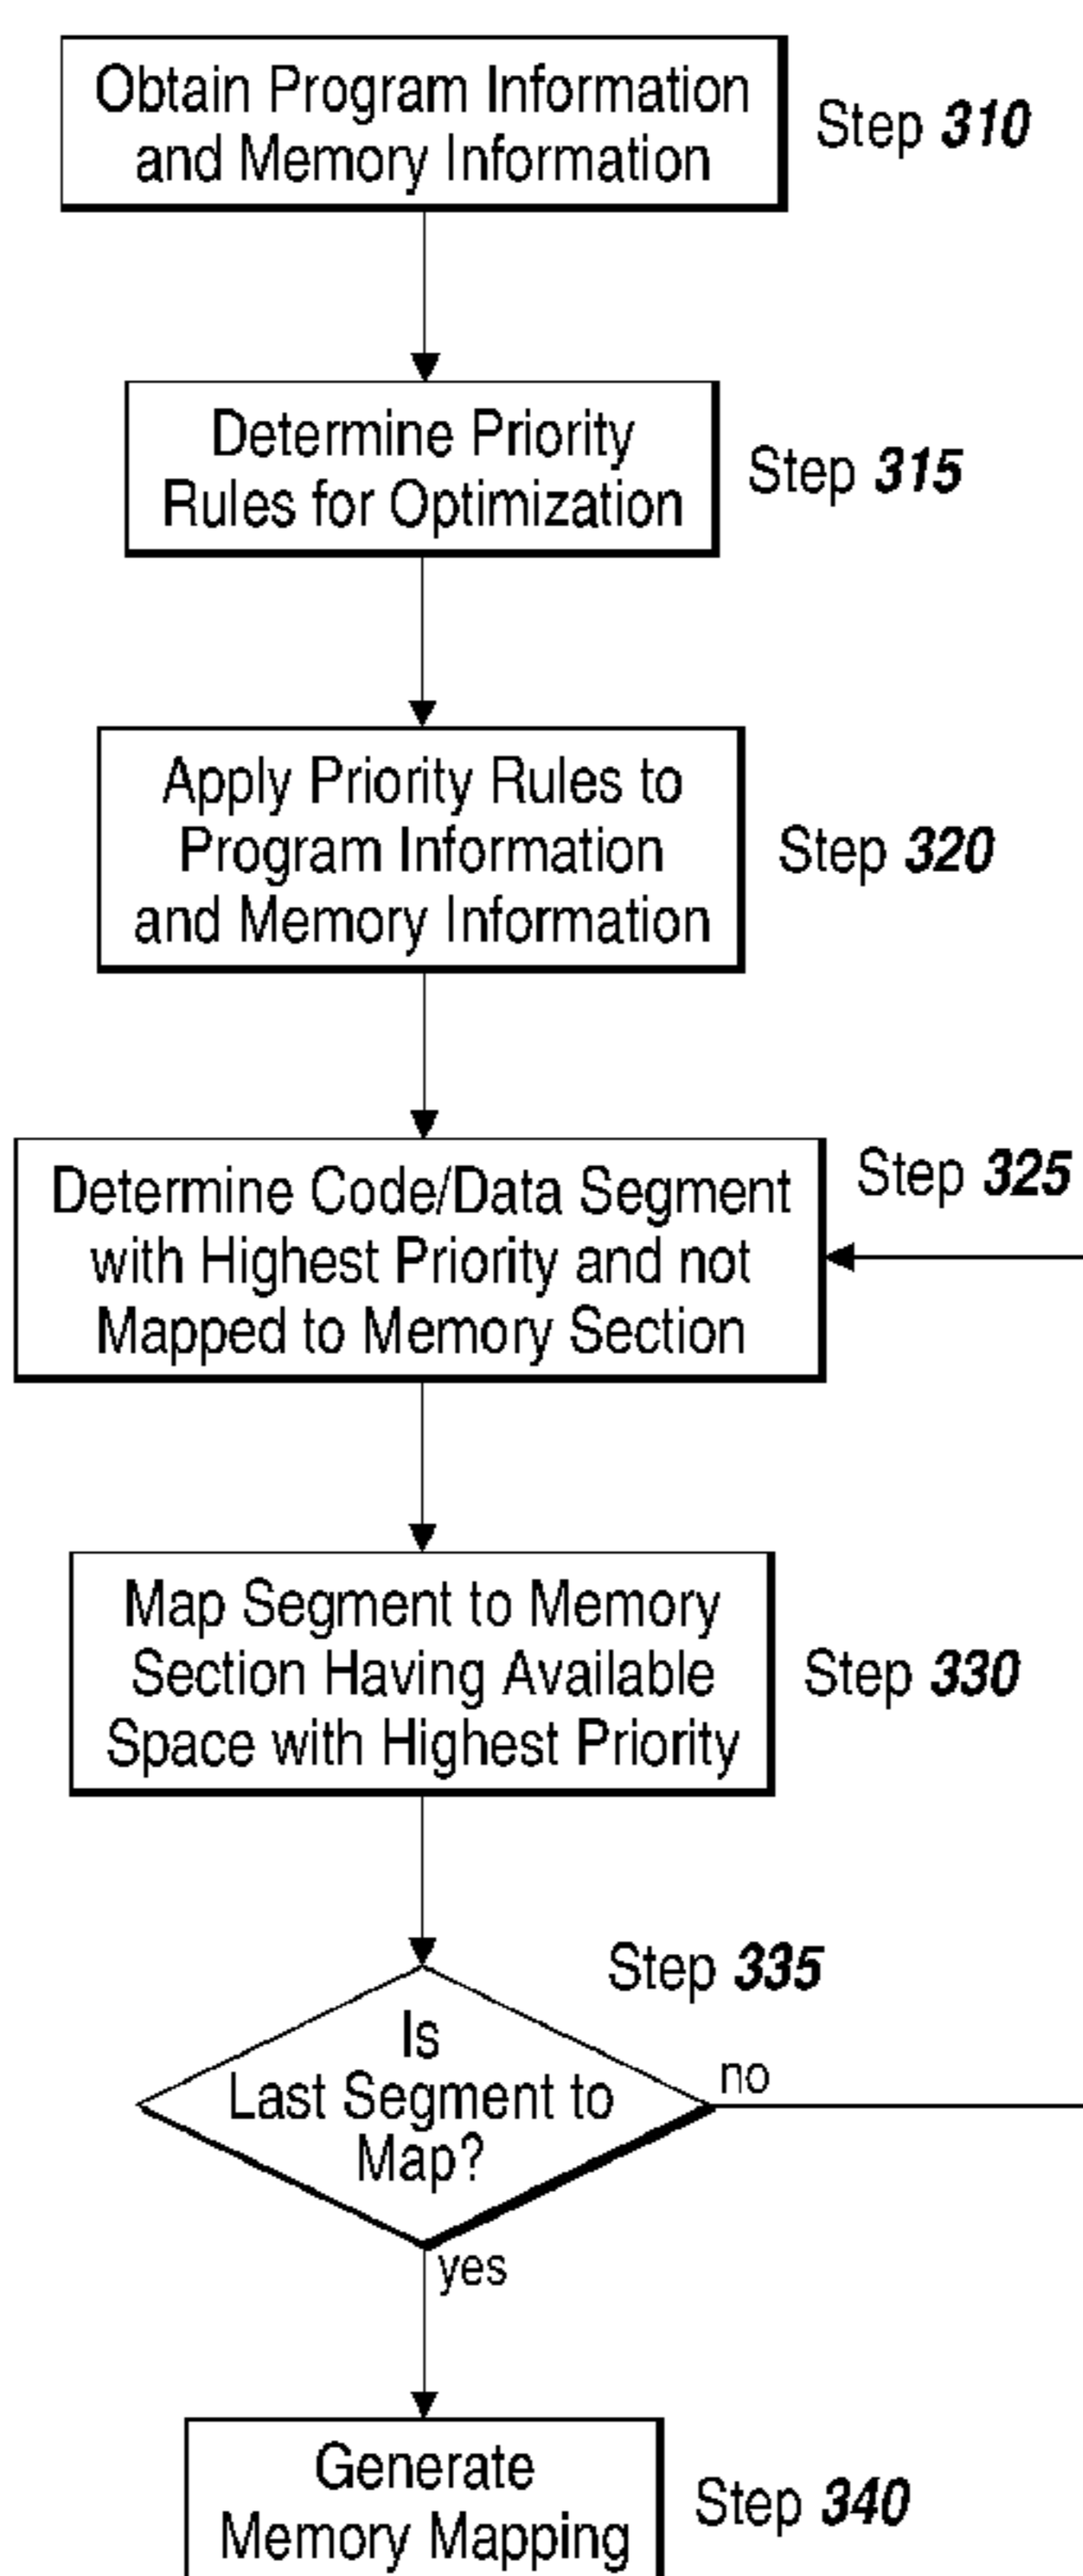 Obtain Program Information
and Memory Information
Step 310
Determine Priority
Rules for Optimization
Step 315
Apply Priority Rules to
Program Information
and Memory Information
Step 320
Determine Code/Data Segment
with Highest Priority and not
Mapped to Memory Section
Step 325
Map Segment to Memory
Section Having Available
Space with Highest Priority
Step 330
Step 335
Is
Last Segment to
Map?
no
yes
Generate
Memory Mapping
Step 340